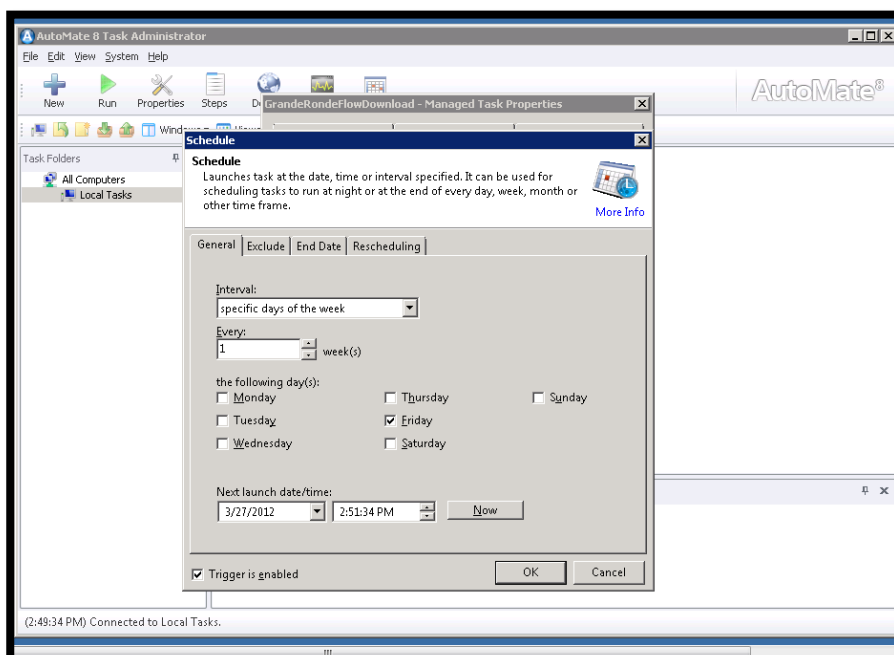 AutoMate 8 Task Administrator
File Edit View System Help
New Run Properties Steps
GrandeRondeFlowDownload - Managed Task Properties
AutoMate8
Task Folders
All Computers
Local Tasks
Schedule
Schedule
Launches task at the date, time or interval specified. It can be used for
scheduling tasks to run at night or at the end of every day, week, month or
other time frame.
More Info
General Exclude End Date Rescheduling
Interval:
specific days of the week
Every:
1 week(s)
the following day(s):
Monday Thursday Sunday
Tuesday Friday
Wednesday Saturday
Next launch date/time:
3/27/2012 2:51:34 PM Now
Trigger is enabled OK Cancel
(2:49:34 PM) Connected to Local Tasks.